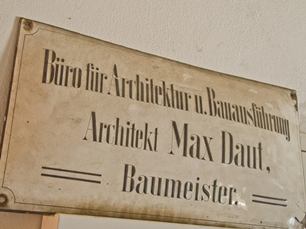 Büro für Architektur u. Bauausführung
Architekt Max Daut,
Baumeister.